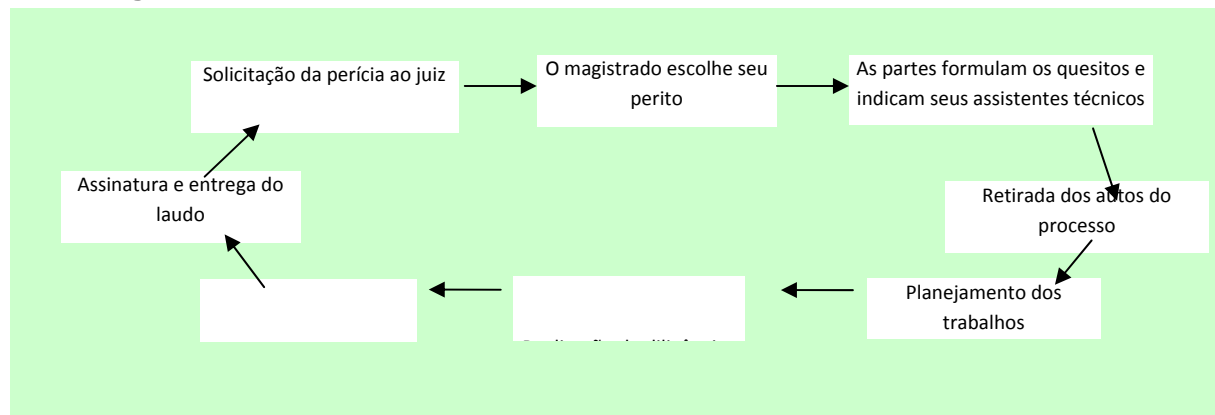 Solicitação da perícia ao juiz
O magistrado escolhe seu
perito
As partes formulam os quesitos e
indicam seus assistentes técnicos
Retirada dos autos do
processo
Planejamento dos
trabalhos
Assinatura e entrega do
laudo